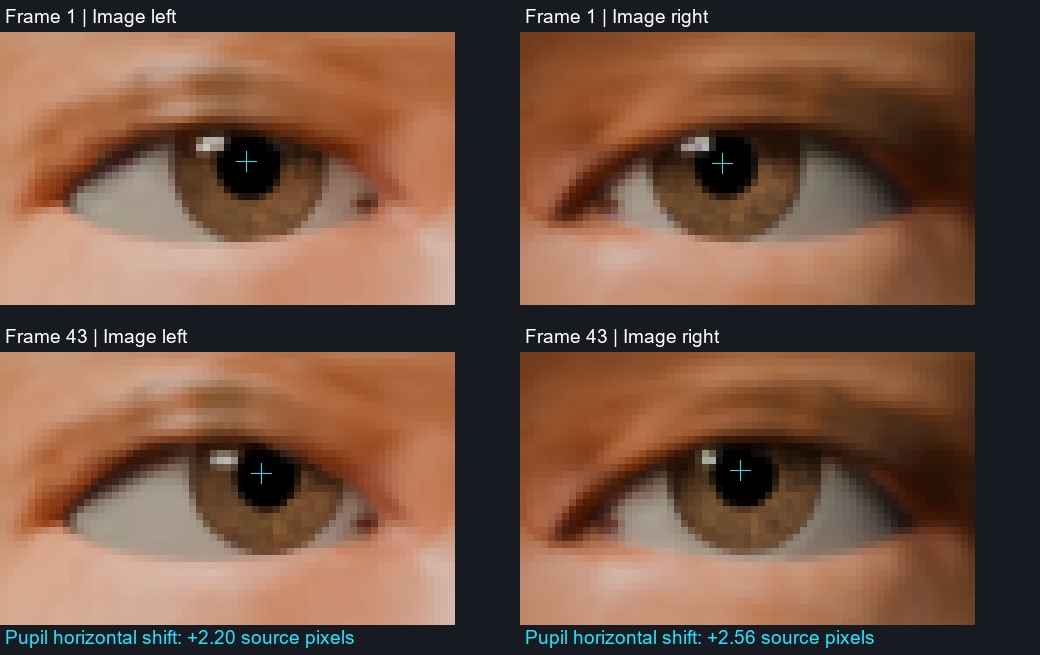 Frame 1 | Image left
Frame 1 | Image right
Frame 43 | Image left
Frame 43 | Image right
Pupil horizontal shift: +2.20 source pixels
Pupil horizontal shift: +2.56 source pixels